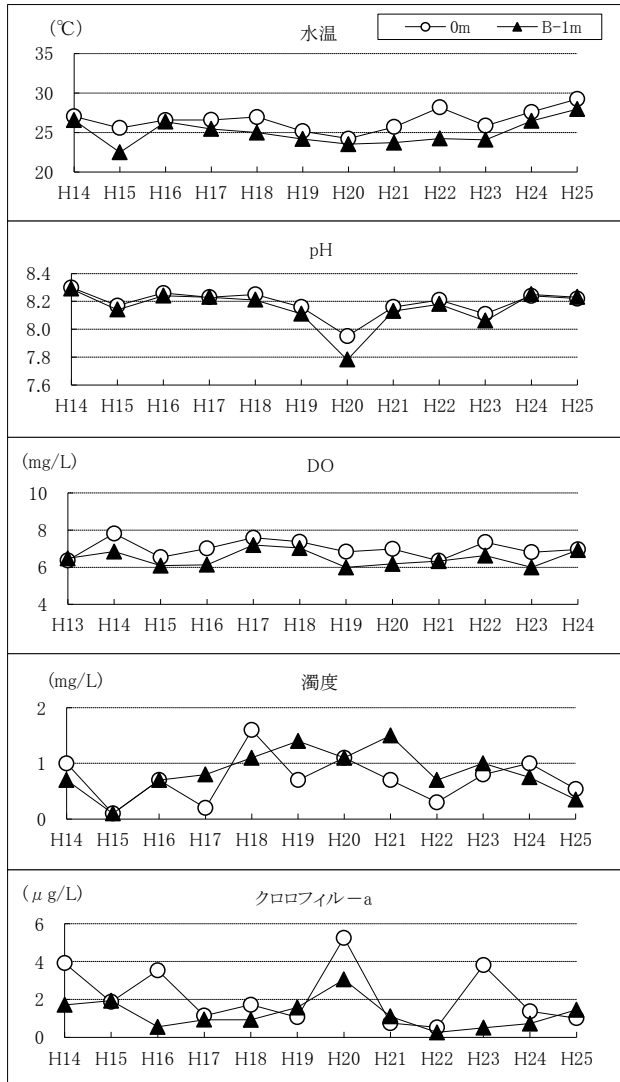 (℃)
水温
0m B-1m
35
30
25
20
H14 H15 H16 H17 H18 H19 H20 H21 H22 H23 H24 H25
pH
8.4
8.2
8.0
7.8
7.6
H14 H15 H16 H17 H18 H19 H20 H21 H22 H23 H24 H25
(mg/L)
DO
10
8
6
4
H13 H14 H15 H16 H17 H18 H19 H20 H21 H22 H23 H24
(mg/L)
濁度
2
1
0
H14 H15 H16 H17 H18 H19 H20 H21 H22 H23 H24 H25
(μg/L)
クロロフィルーa
6
4
2
0
H14 H15 H16 H17 H18 H19 H20 H21 H22 H23 H24 H25